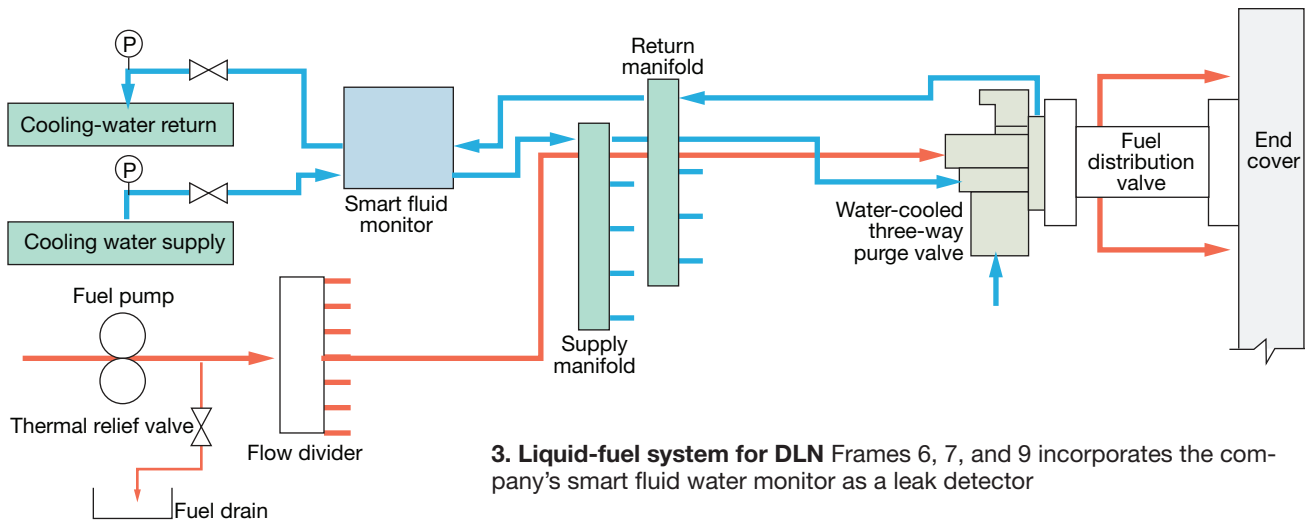 P
Cooling-water return
P
Cooling water supply
Smart fluid
monitor
Return
manifold
Supply
manifold
Water-cooled
three-way
purge valve
Fuel
distribution
valve
End
cover
Fuel pump
Thermal relief valve
Flow divider
Fuel drain
3. Liquid-fuel system for DLN Frames 6, 7, and 9 incorporates the com-
pany's smart fluid water monitor as a leak detector